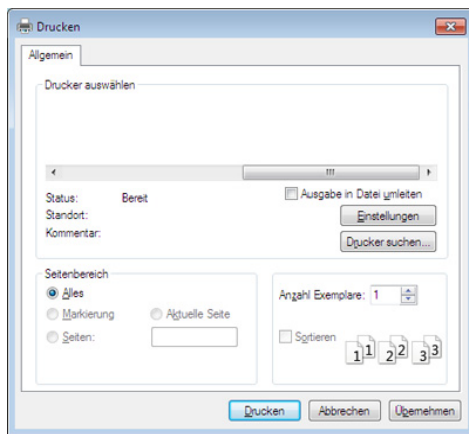 Drucken
Allgemein
Drucker auswählen
Status: Bereit
Ausgabe in Datei umleiten
Standort:
Einstellungen
Kommentar:
Drucker suchen...
Seitenbereich
Alles
Markierung
Aktuelle Seite
Seiten:
Anzahl Exemplare: 1
Sortieren
1 1 2 2 3 3
Drucken Abbrechen Übernehmen